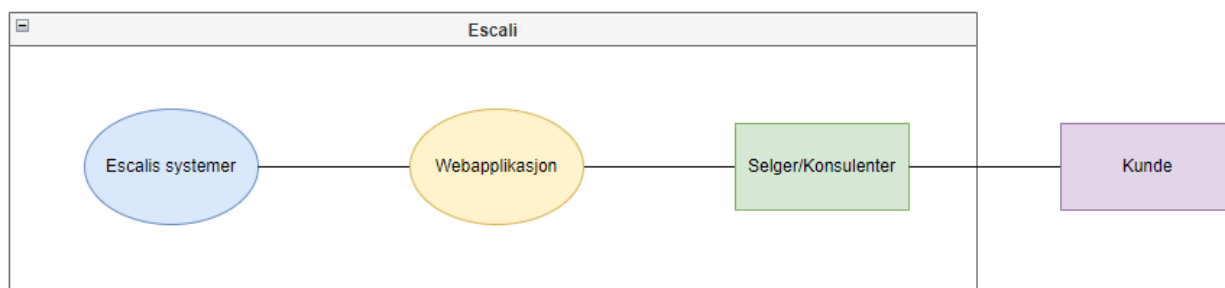 Escali
Escalis systemer
Webapplikasjon
Selger/Konsulenter
Kunde